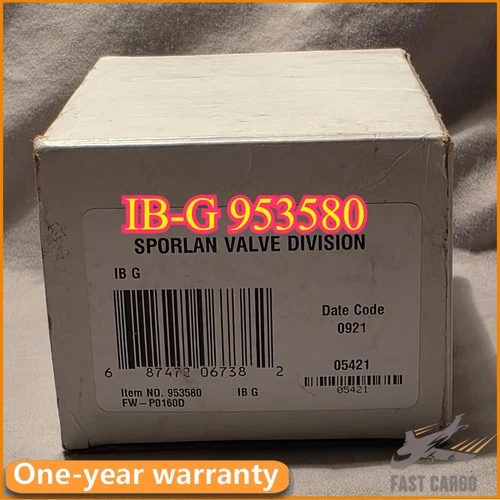 IB-G 953580
SPORLAN VALVE DIVISION
IB G
Date Code
0921
6 87472 06738 2
05421
05421
Item NO. 953580 IB G
FW-P0160D
One-year warranty
FAST CARGO